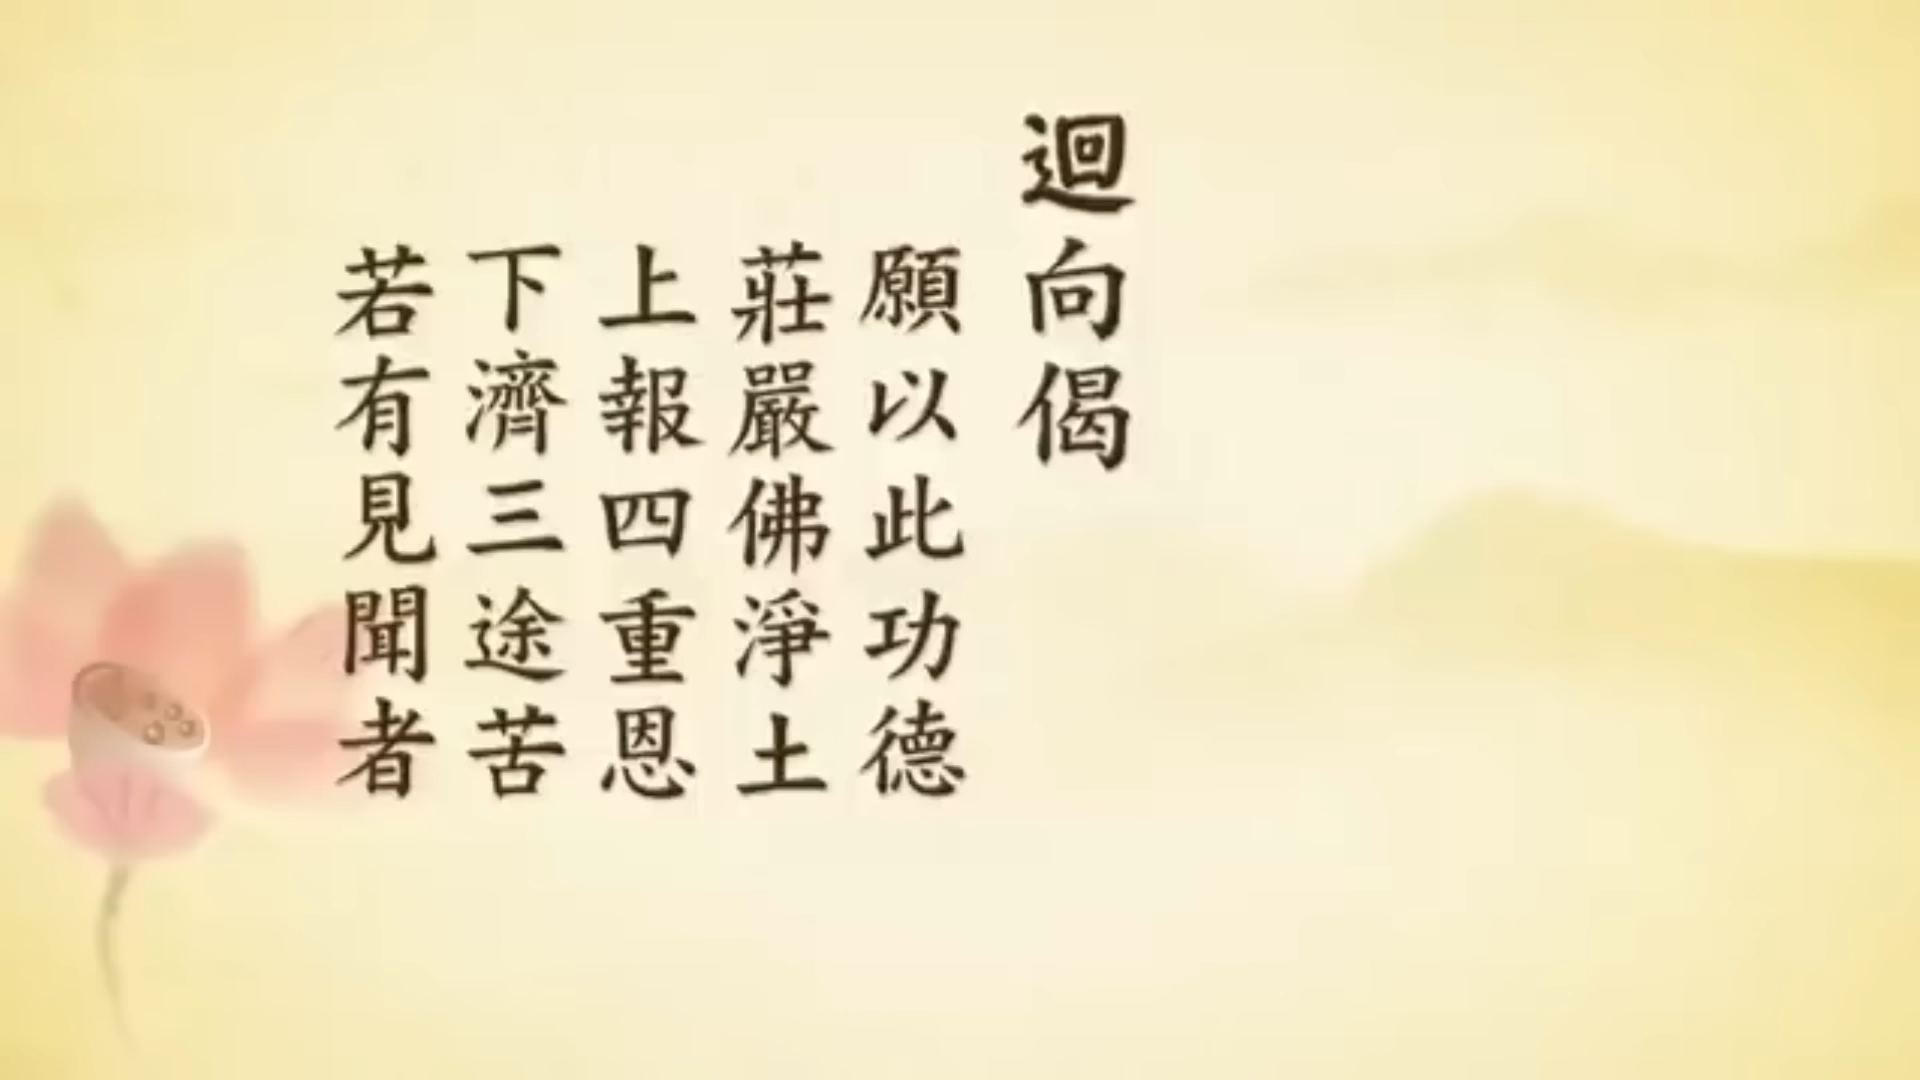 迴向偈
願以此功德
莊嚴佛淨土
上報四重恩
下濟三途苦
若有見聞者